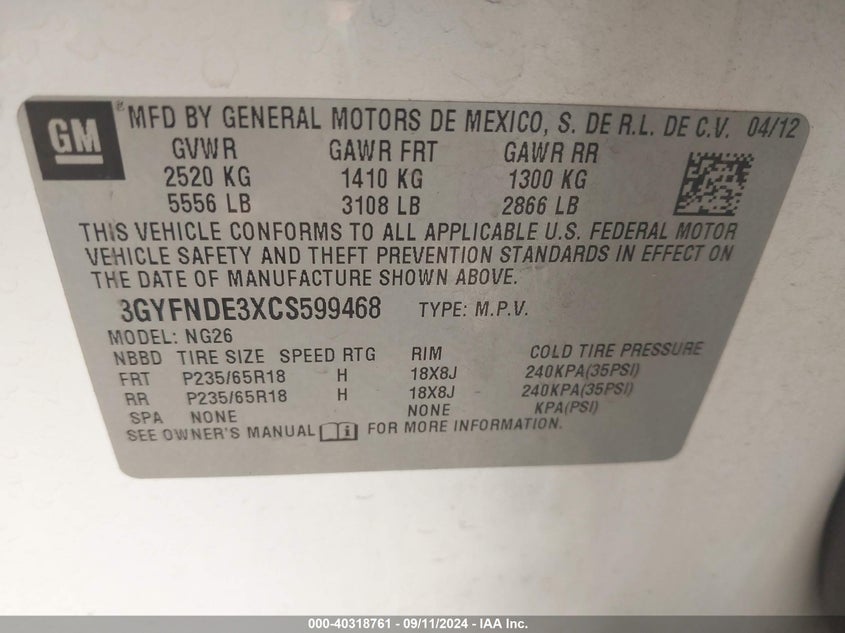 GM
® MFD BY GENERAL MOTORS DE MEXICO, S. DE R.L. DE C.V. 04/12
GVWR GAWR FRT GAWR RR
2520 KG 1410 KG 1300 KG
5556 LB 3108 LB 2866 LB
THIS VEHICLE CONFORMS TO ALL APPLICABLE U.S. FEDERAL MOTOR
VEHICLE SAFETY AND THEFT PREVENTION STANDARDS IN EFFECT ON
THE DATE OF MANUFACTURE SHOWN ABOVE.
3GYFNDE3XCS599468 TYPE: M.P.V.
MODEL: NG26
NBBD TIRE SIZE SPEED RTG RIM COLD TIRE PRESSURE
FRT P235/65R18 H 18X8J 240KPA(35PSI)
RR P235/65R18 H 18X8J 240KPA(35PSI)
SPA NONE NONE KPA(PSI)
SEE OWNER'S MANUAL i FOR MORE INFORMATION.
000-40318761 - 09/11/2024 - IAA Inc.